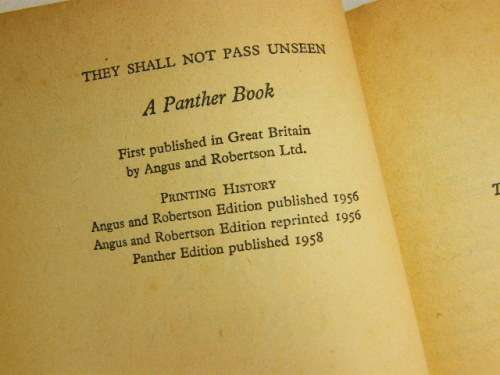 THEY SHALL NOT PASS UNSEEN
A Panther Book
First published in Great Britain
by Angus and Robertson Ltd.
PRINTING HISTORY
Angus and Robertson Edition published 1956
Angus and Robertson Edition reprinted 1956
Panther Edition published 1958
T